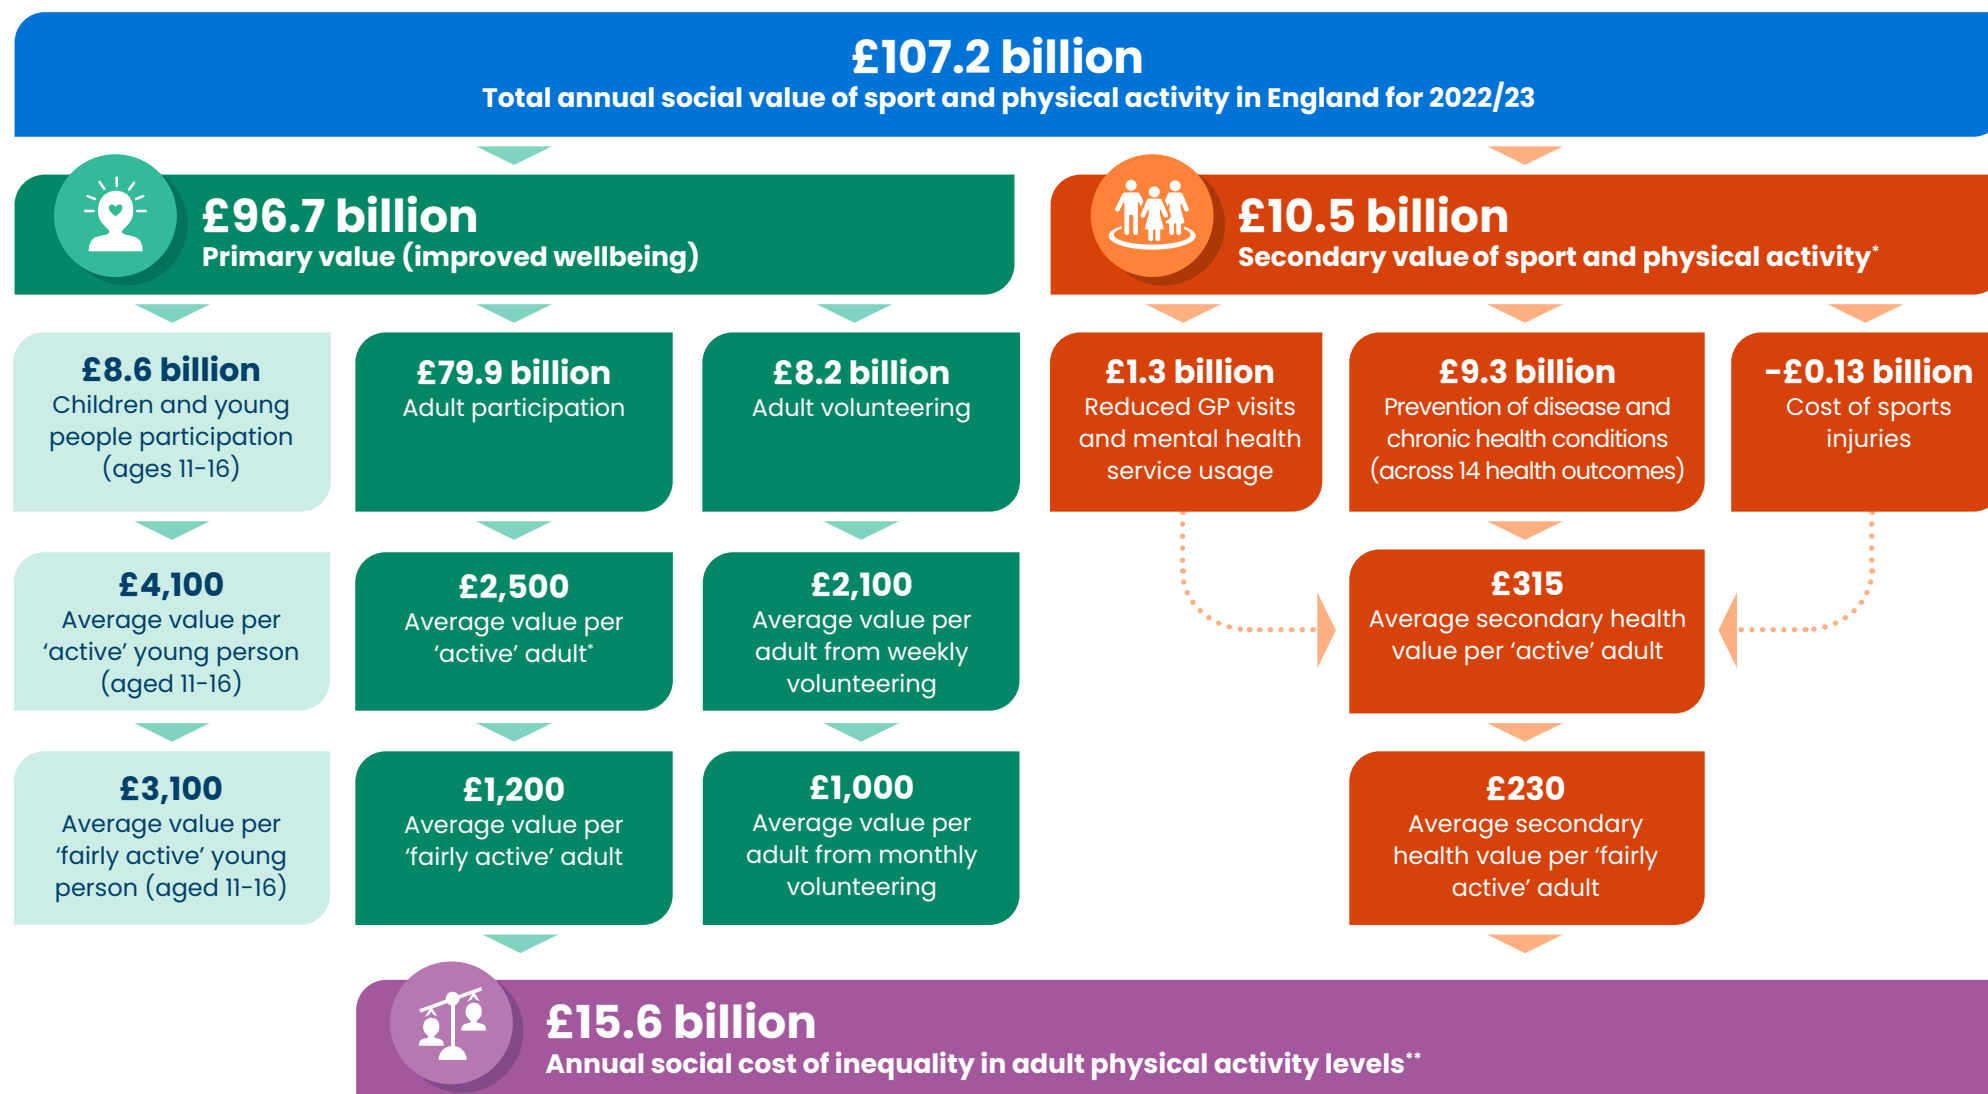 £107.2 billion
Total annual social value of sport and physical activity in England for 2022/23
£96.7 billion
Primary value (improved wellbeing)
£10.5 billion
Secondary value of sport and physical activity*
£8.6 billion
Children and young
people participation
(ages 11-16)
£79.9 billion
Adult participation
£8.2 billion
Adult volunteering
£1.3 billion
Reduced GP visits
and mental health
service usage
£9.3 billion
Prevention of disease and
chronic health conditions
(across 14 health outcomes)
-£0.13 billion
Cost of sports
injuries
£4,100
Average value per
‘active’ young person
(aged 11-16)
£2,500
Average value per
‘active’ adult*
£2,100
Average value per
adult from weekly
volunteering
£315
Average secondary health
value per ‘active’ adult
£3,100
Average value per
‘fairly active’ young
person (aged 11-16)
£1,200
Average value per
‘fairly active’ adult
£1,000
Average value per
adult from monthly
volunteering
£230
Average secondary
health value per ‘fairly
active’ adult
£15.6 billion
Annual social cost of inequality in adult physical activity levels**